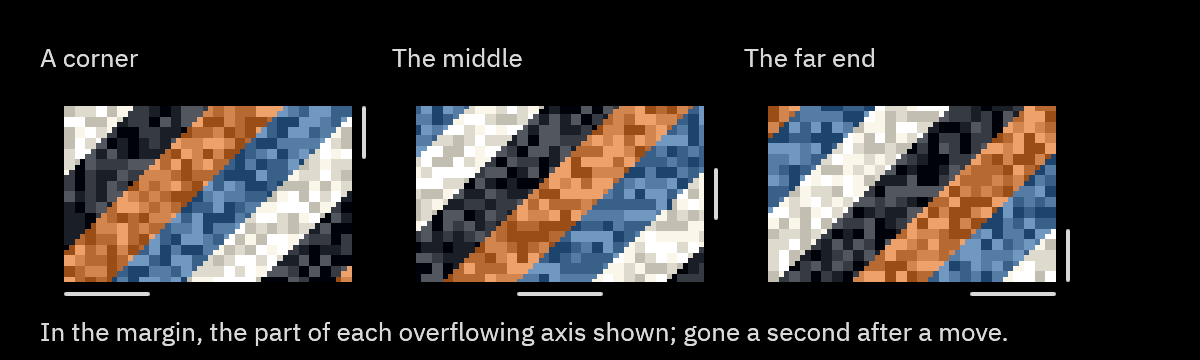 A corner
The middle
The far end
In the margin, the part of each overflowing axis shown; gone a second after a move.